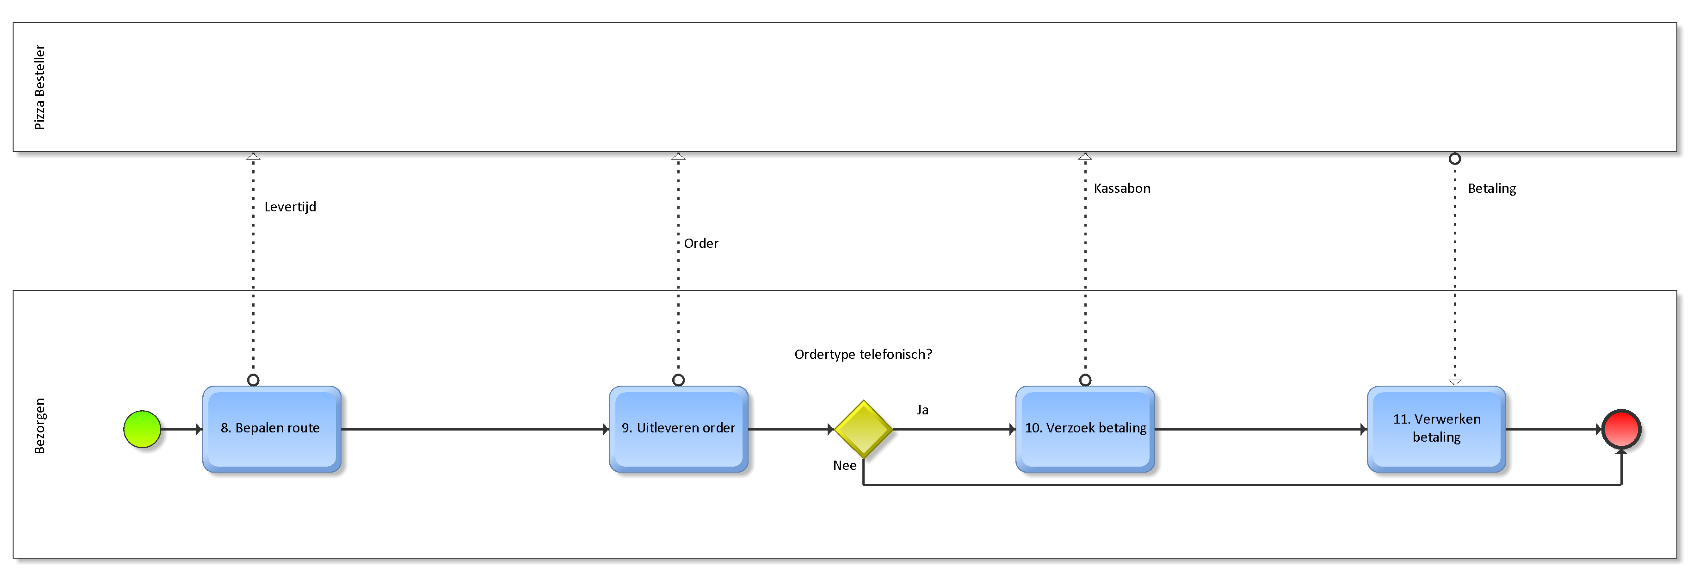 Pizza Besteller
Levertijd
Order
Kassabon
Betaling
Bezorgen
Ordertype telefonisch?
8. Bepalen route
9. Uitleveren order
Ja
Nee
10. Verzoek betaling
11. Verwerken
betaling